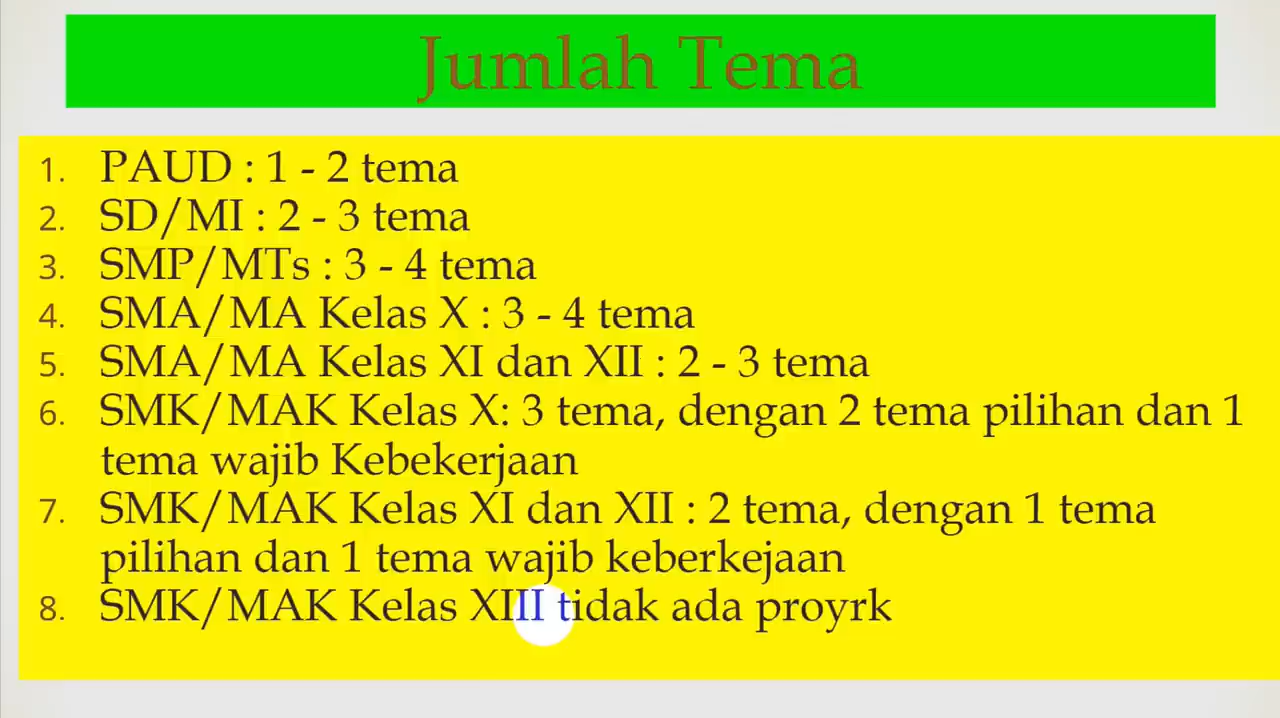 Jumlah Tema
1. PAUD : 1 - 2 tema
2. SD/MI : 2 - 3 tema
3. SMP/MTs : 3 - 4 tema
4. SMA/MA Kelas X : 3 - 4 tema
5. SMA/MA Kelas XI dan XII : 2 - 3 tema
6. SMK/MAK Kelas X: 3 tema, dengan 2 tema pilihan dan 1
tema wajib Kebekerjaan
7. SMK/MAK Kelas XI dan XII : 2 tema, dengan 1 tema
pilihan dan 1 tema wajib keberkejaan
8. SMK/MAK Kelas XIII tidak ada proyrk